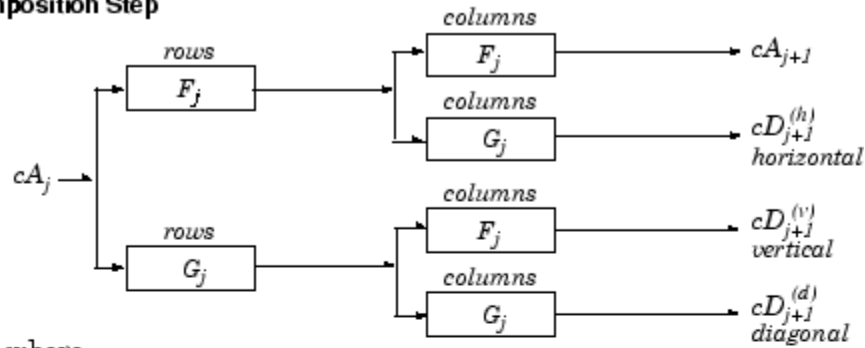 mposition Step
columns
rows
F_j
cA_{j+1}
F_j
columns
G_j
cD_{j+1}^{(h)}
horizontal
cA_j
columns
rows
F_j
cD_{j+1}^{(v)}
vertical
G_j
columns
G_j
cD_{j+1}^{(d)}
diagonal
where